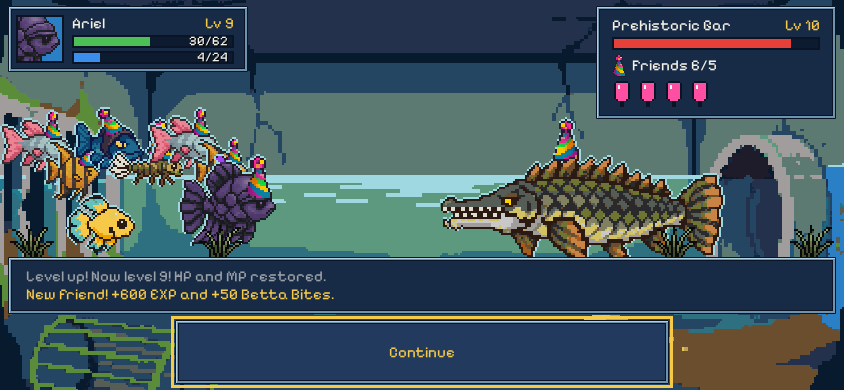 Ariel Lv 9
30/62
4/24
Prehistoric Gar Lv 10
Friends 6/5
Level up! Now level 9! HP and MP restored.
New friend! +600 EXP and +50 Betta Bites.
Continue